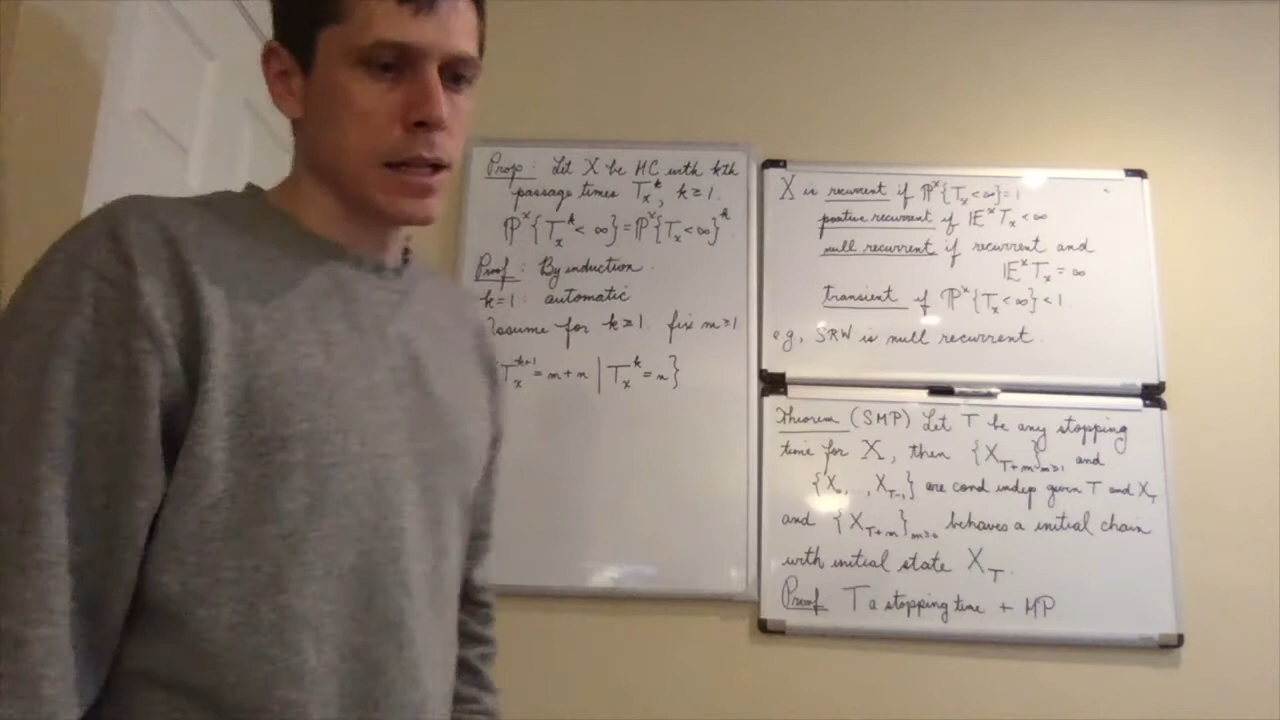 Prop: Let X be MC with kth
passage times T_x^k, k≥1.
ℙ^x{T_x^k < ∞} = ℙ^x{T_x < ∞}^k
Proof: By induction.
k=1: automatic
Assume for k≥1. fix m≥1
T_x^{k+1} = m+n | T_x^k = n}
X is recurrent if ℙ^x{T_x < ∞} = 1
positive recurrent if 𝔼^x T_x < ∞
null recurrent if recurrent and
𝔼^x T_x = ∞
transient if ℙ^x{T_x < ∞} < 1.
e.g., SRW is null recurrent.
Theorem (SMP) Let T be any stopping
time for X, then {X_{T+m}}_{m≥1} and
{X_0, , X_{T-1}} are cond indep given T and X_T
and {X_{T+m}}_{m≥0} behaves a initial chain
with initial state X_T.
Proof: T a stopping time + MP